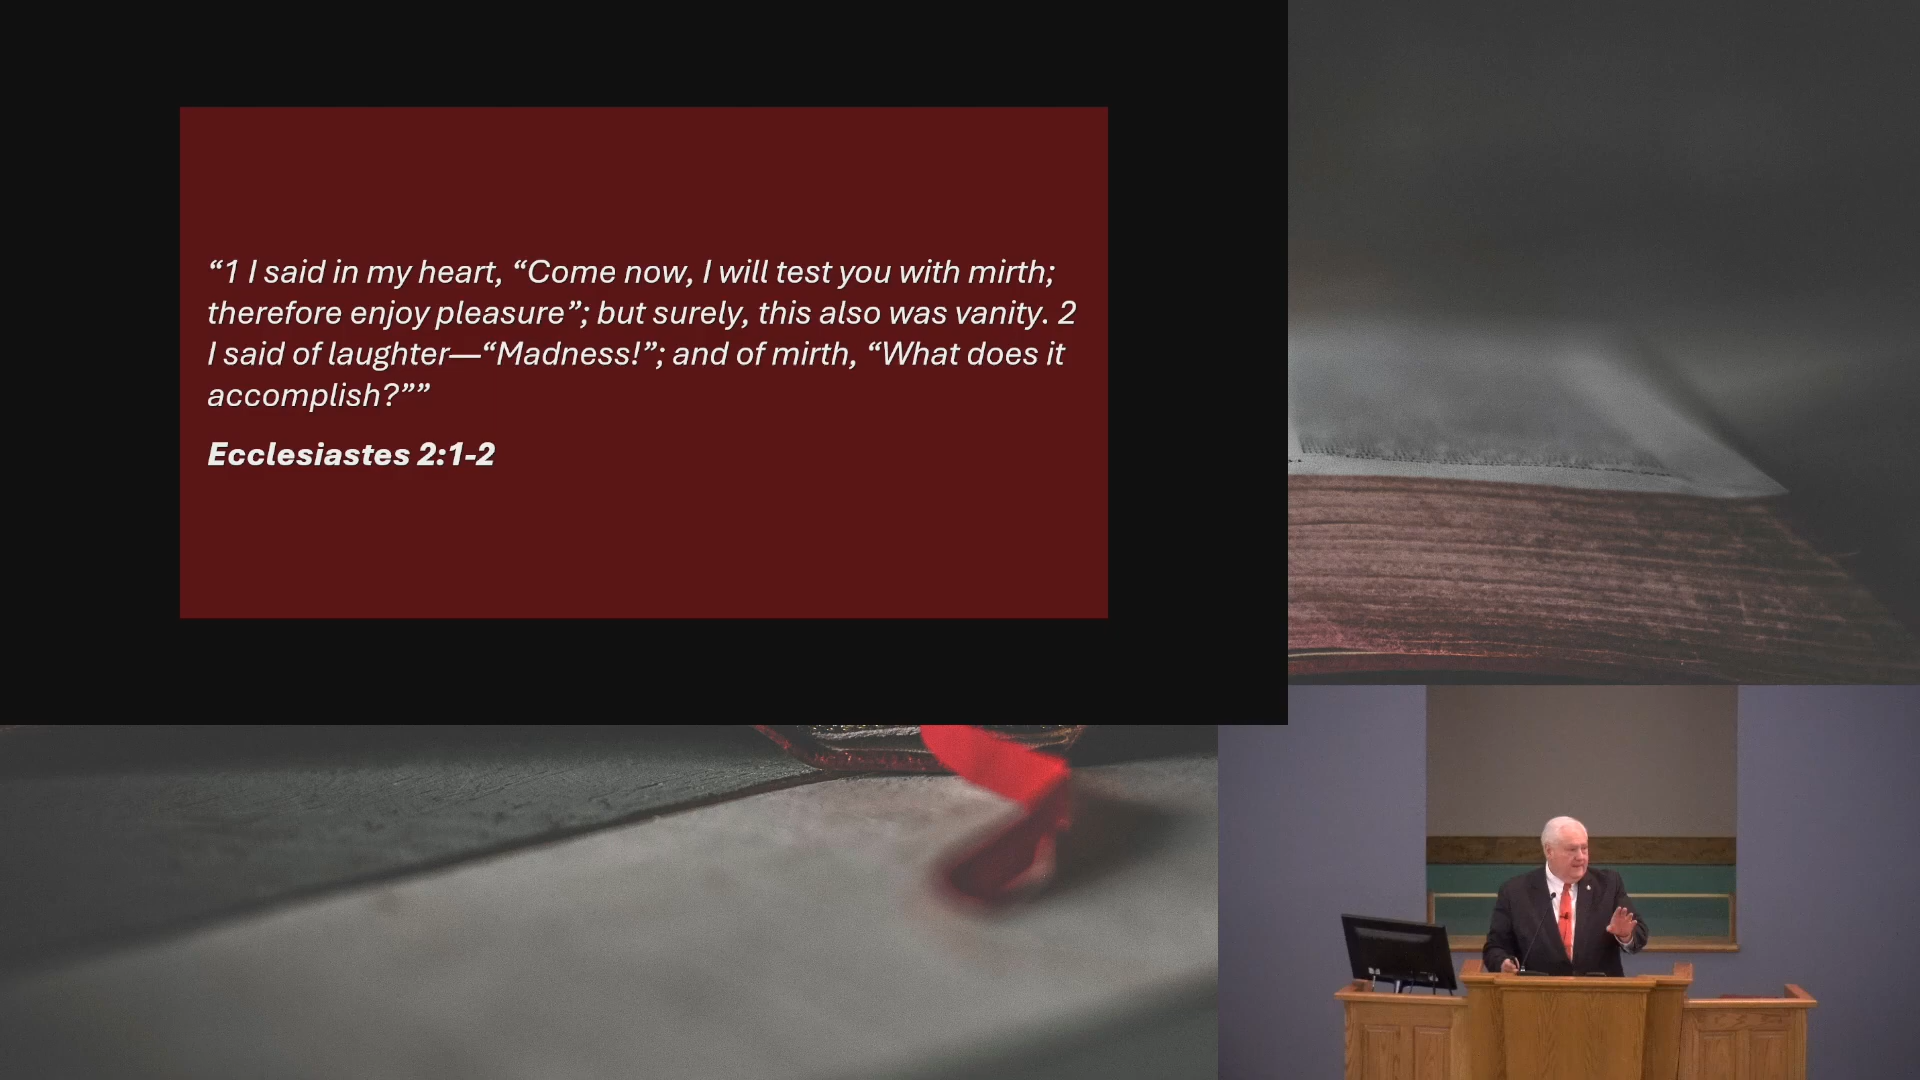 “1 I said in my heart, “Come now, I will test you with mirth;
therefore enjoy pleasure”; but surely, this also was vanity. 2
I said of laughter—“Madness!”; and of mirth, “What does it
accomplish?””
Ecclesiastes 2:1-2